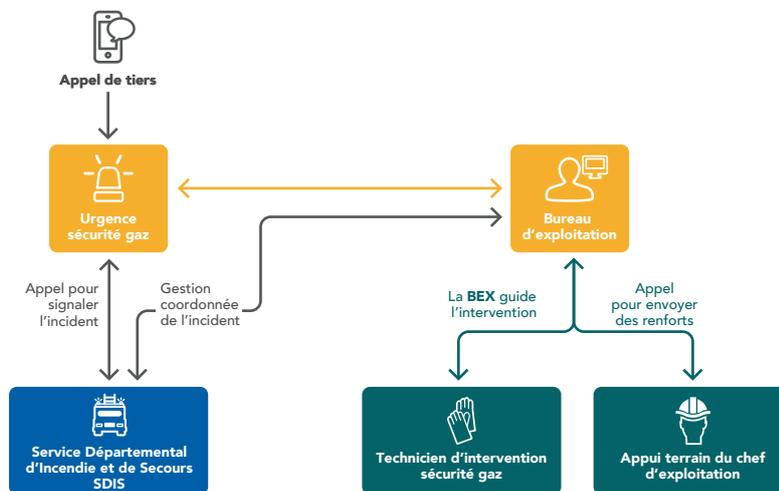 Appel de tiers
Urgence
sécurité gaz
Bureau
d'exploitation
Appel pour
signaler
l'incident
Gestion
coordonnée
de l'incident
La BEX guide
l'intervention
Appel
pour envoyer
des renforts
Service Départemental
d'Incendie et de Secours
SDIS
Technicien d'intervention
sécurité gaz
Appui terrain du chef
d'exploitation